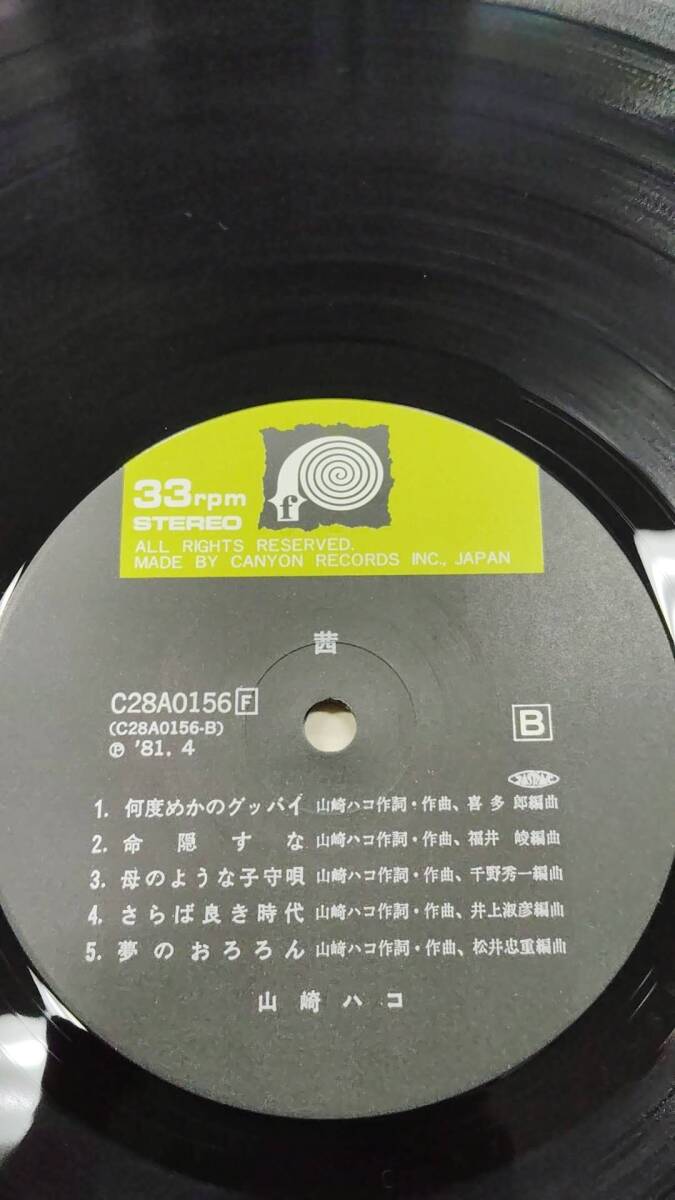 f
33rpm
STEREO
ALL RIGHTS RESERVED.
MADE BY CANYON RECORDS INC., JAPAN
茜
C28A0156 F
(C28A0156-B)
Ⓟ '81. 4
B
JASRAC
1. 何度めかのグッバイ 山崎ハコ作詞・作曲、喜多郎編曲
2. 命隠すな 山崎ハコ作詞・作曲、福井 崚編曲
3. 母のような子守唄 山崎ハコ作詞・作曲、千野秀一編曲
4. さらば良き時代 山崎ハコ作詞・作曲、井上淑彦編曲
5. 夢のおろろん 山崎ハコ作詞・作曲、松井忠重編曲
山崎ハコ